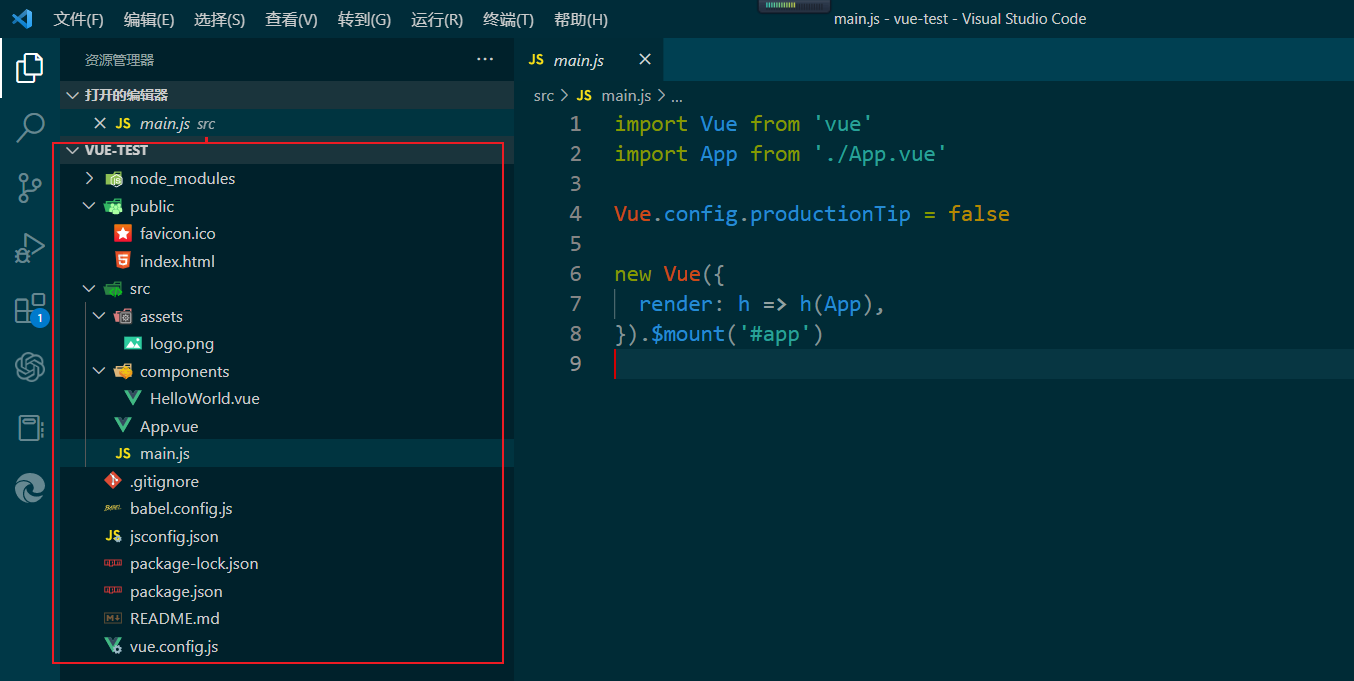 文件(F) 编辑(E) 选择(S) 查看(V) 转到(G) 运行(R) 终端(T) 帮助(H) main.js - vue-test - Visual Studio Code
资源管理器 ...
打开的编辑器
JS main.js src
VUE-TEST
node_modules
public
favicon.ico
index.html
src
assets
logo.png
components
HelloWorld.vue
App.vue
JS main.js
.gitignore
BABEL babel.config.js
JS jsconfig.json
package-lock.json
package.json
README.md
vue.config.js
1
JS main.js
src > JS main.js > ...
1 import Vue from 'vue'
2 import App from './App.vue'
3
4 Vue.config.productionTip = false
5
6 new Vue({
7 render: h => h(App),
8 }).$mount('#app')
9